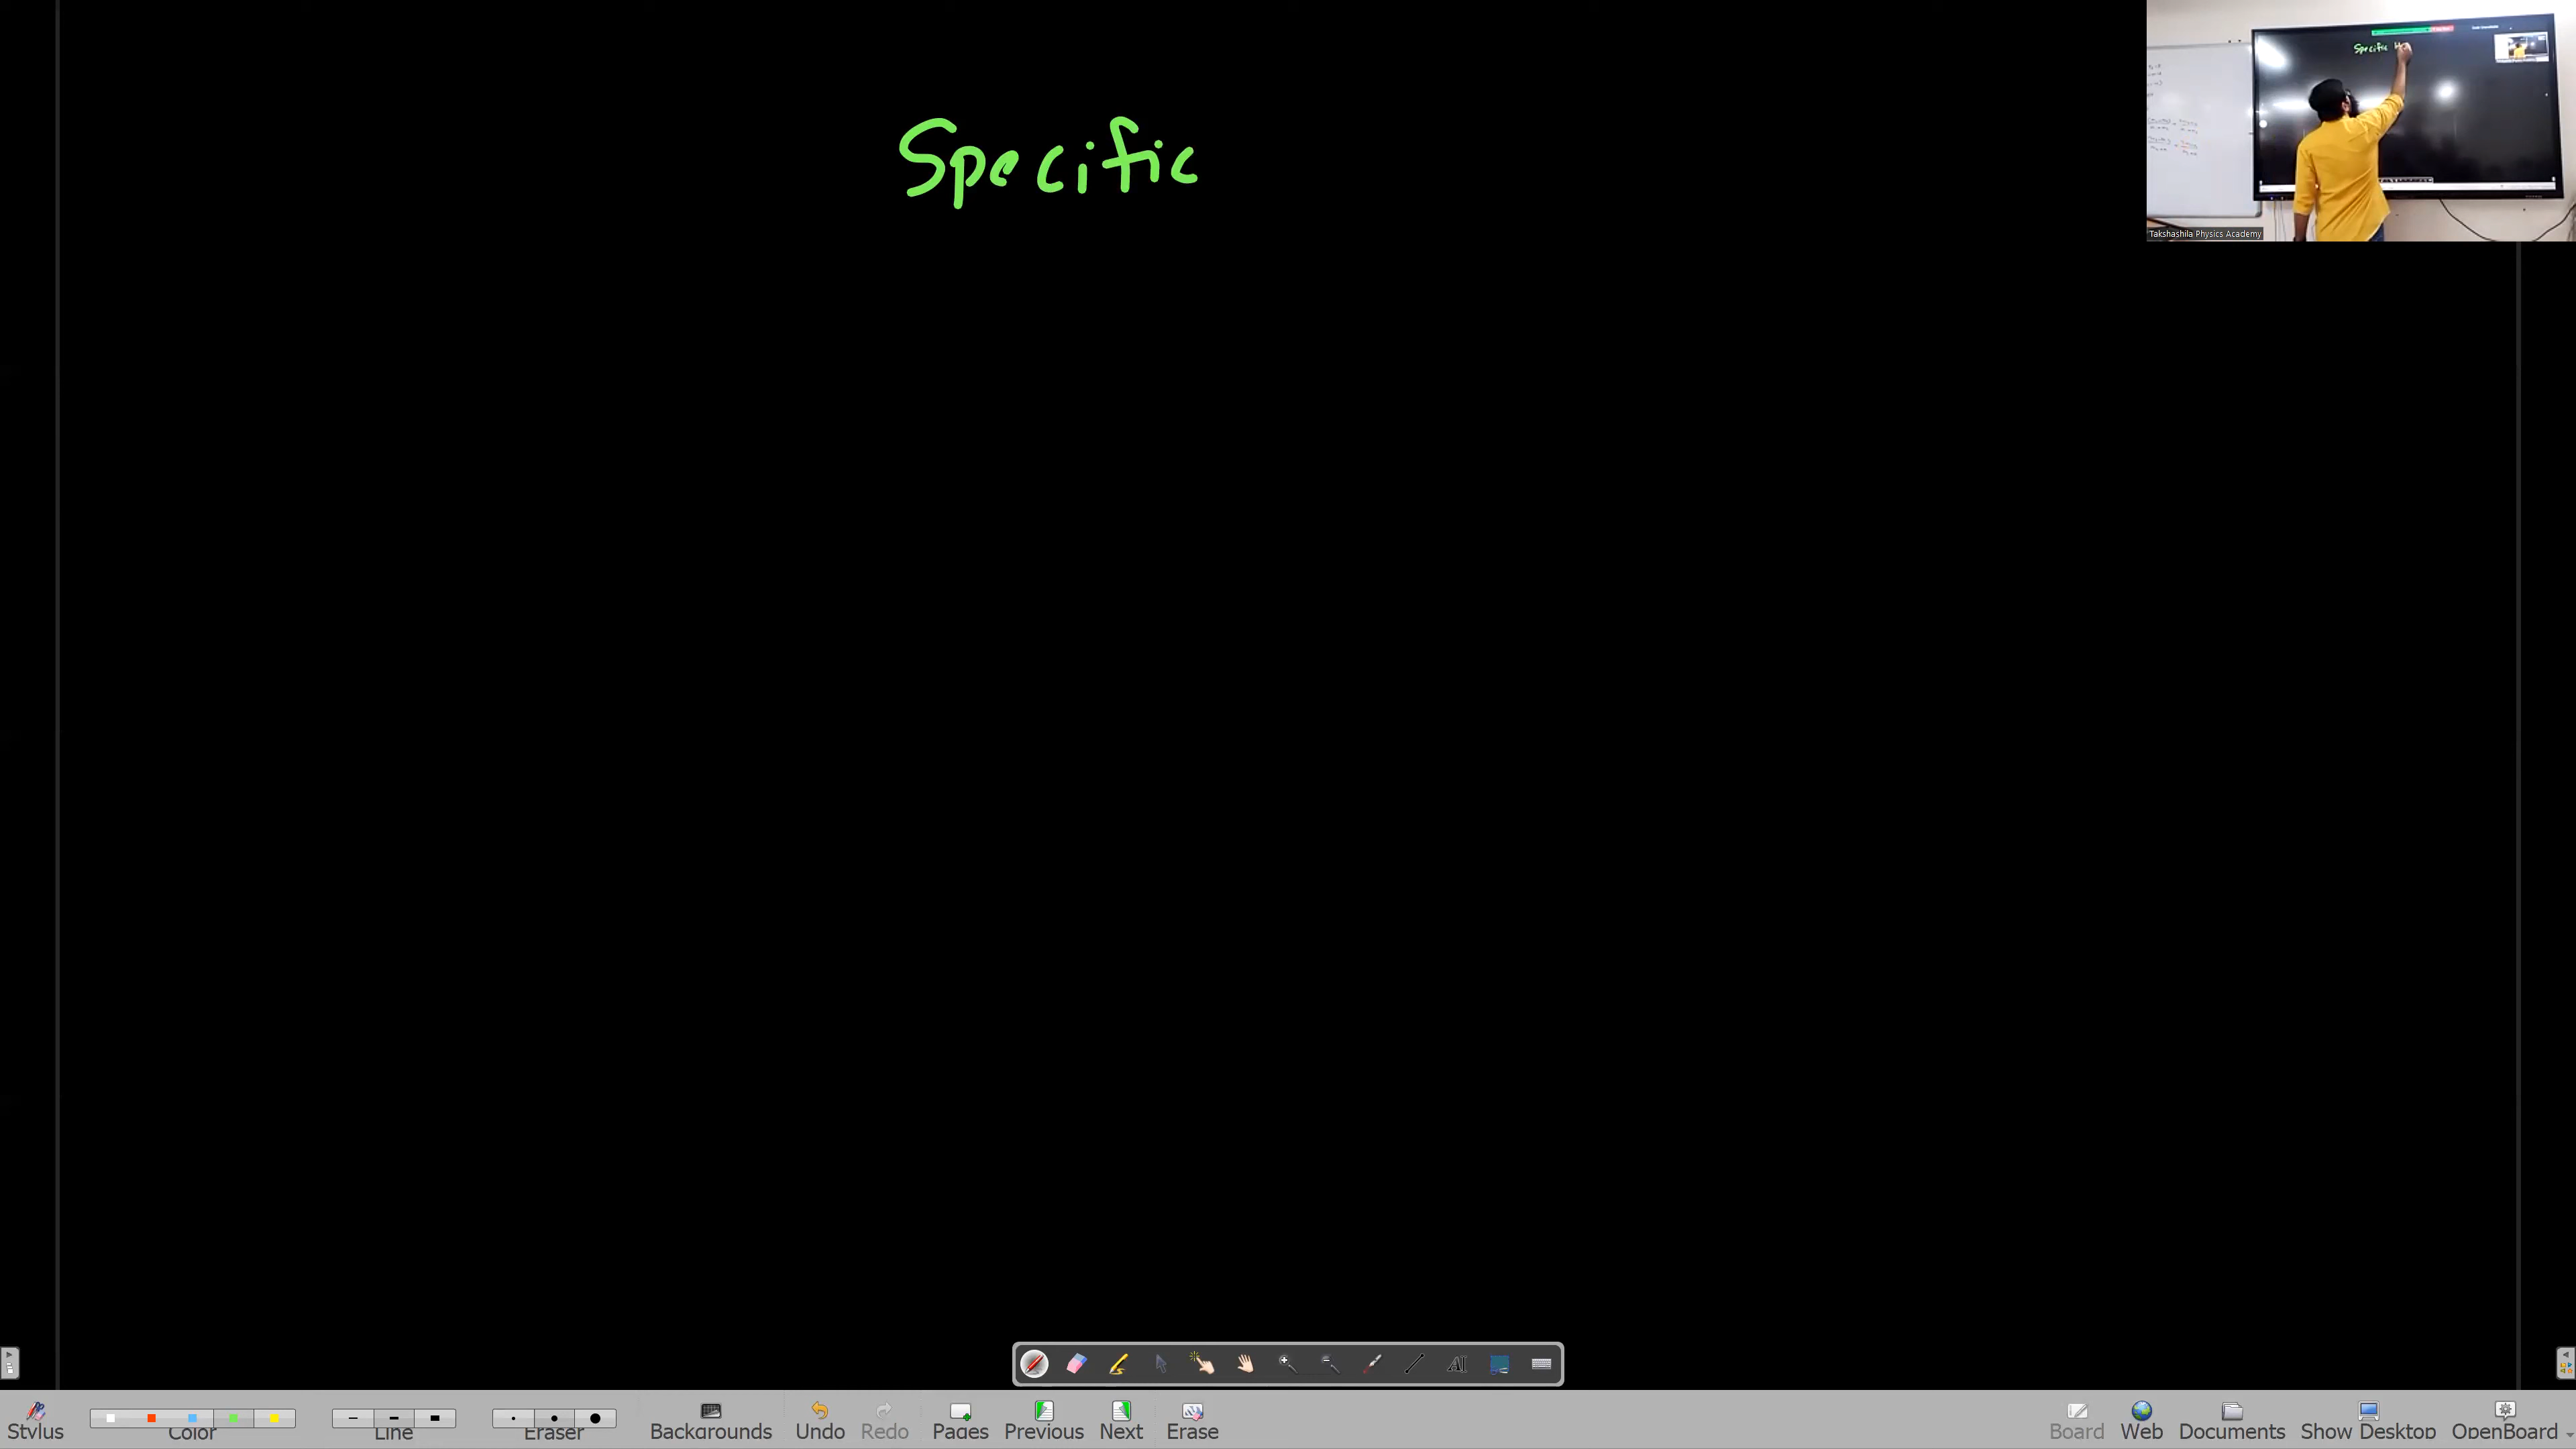 Specific
Specific
Takshashila Physics Academy
Stylus Color Line Eraser Backgrounds Undo Redo Pages Previous Next Erase Board Web Documents Show Desktop OpenBoard